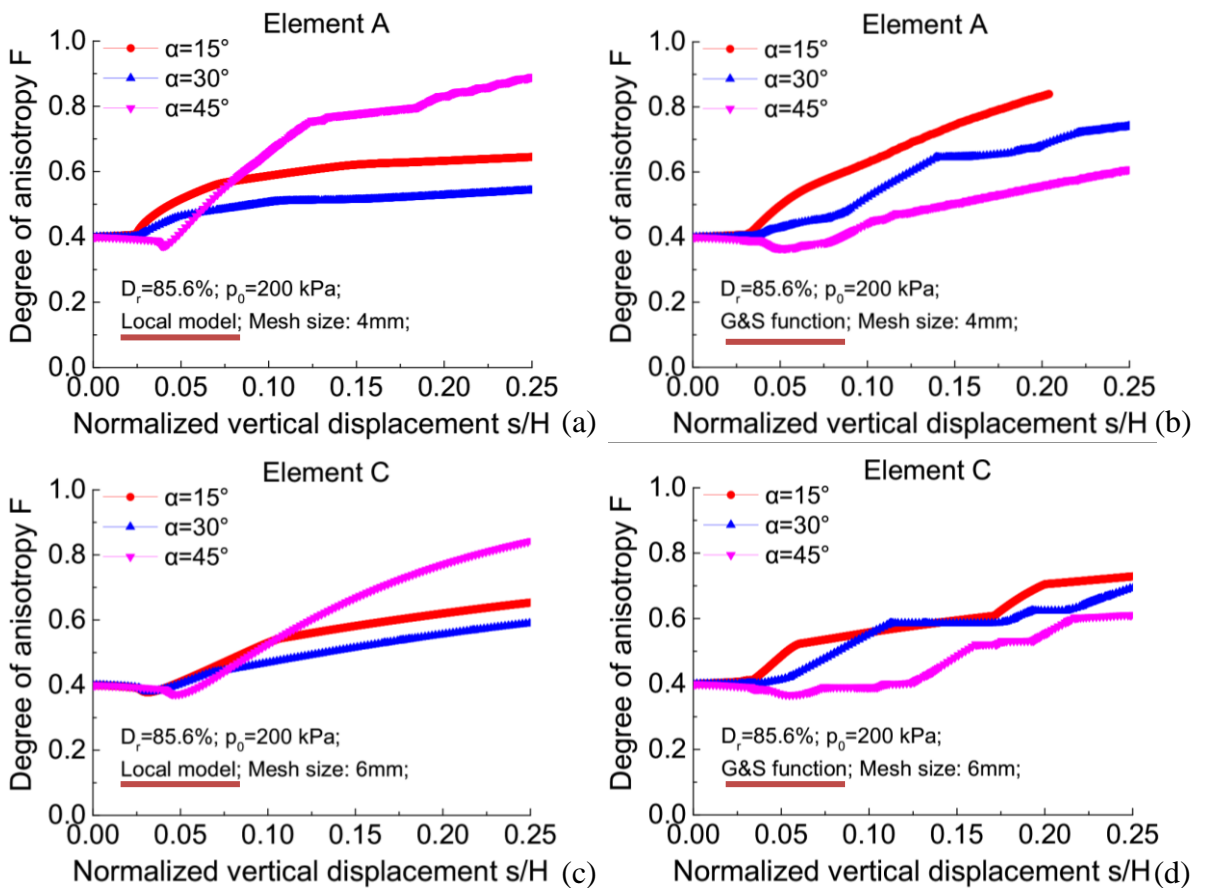 Element A
Degree of anisotropy F
1.0
0.8
0.6
0.4
0.2
0.0
α=15°
α=30°
α=45°
D_r=85.6%; p_0=200 kPa;
Local model; Mesh size: 4mm;
0.00 0.05 0.10 0.15 0.20 0.25
Normalized vertical displacement s/H (a)
Element A
Degree of anisotropy F
1.0
0.8
0.6
0.4
0.2
0.0
α=15°
α=30°
α=45°
D_r=85.6%; p_0=200 kPa;
G&S function; Mesh size: 4mm;
0.00 0.05 0.10 0.15 0.20 0.25
Normalized vertical displacement s/H (b)
Element C
Degree of anisotropy F
1.0
0.8
0.6
0.4
0.2
0.0
α=15°
α=30°
α=45°
D_r=85.6%; p_0=200 kPa;
Local model; Mesh size: 6mm;
0.00 0.05 0.10 0.15 0.20 0.25
Normalized vertical displacement s/H (c)
Element C
Degree of anisotropy F
1.0
0.8
0.6
0.4
0.2
0.0
α=15°
α=30°
α=45°
D_r=85.6%; p_0=200 kPa;
G&S function; Mesh size: 6mm;
0.00 0.05 0.10 0.15 0.20 0.25
Normalized vertical displacement s/H (d)